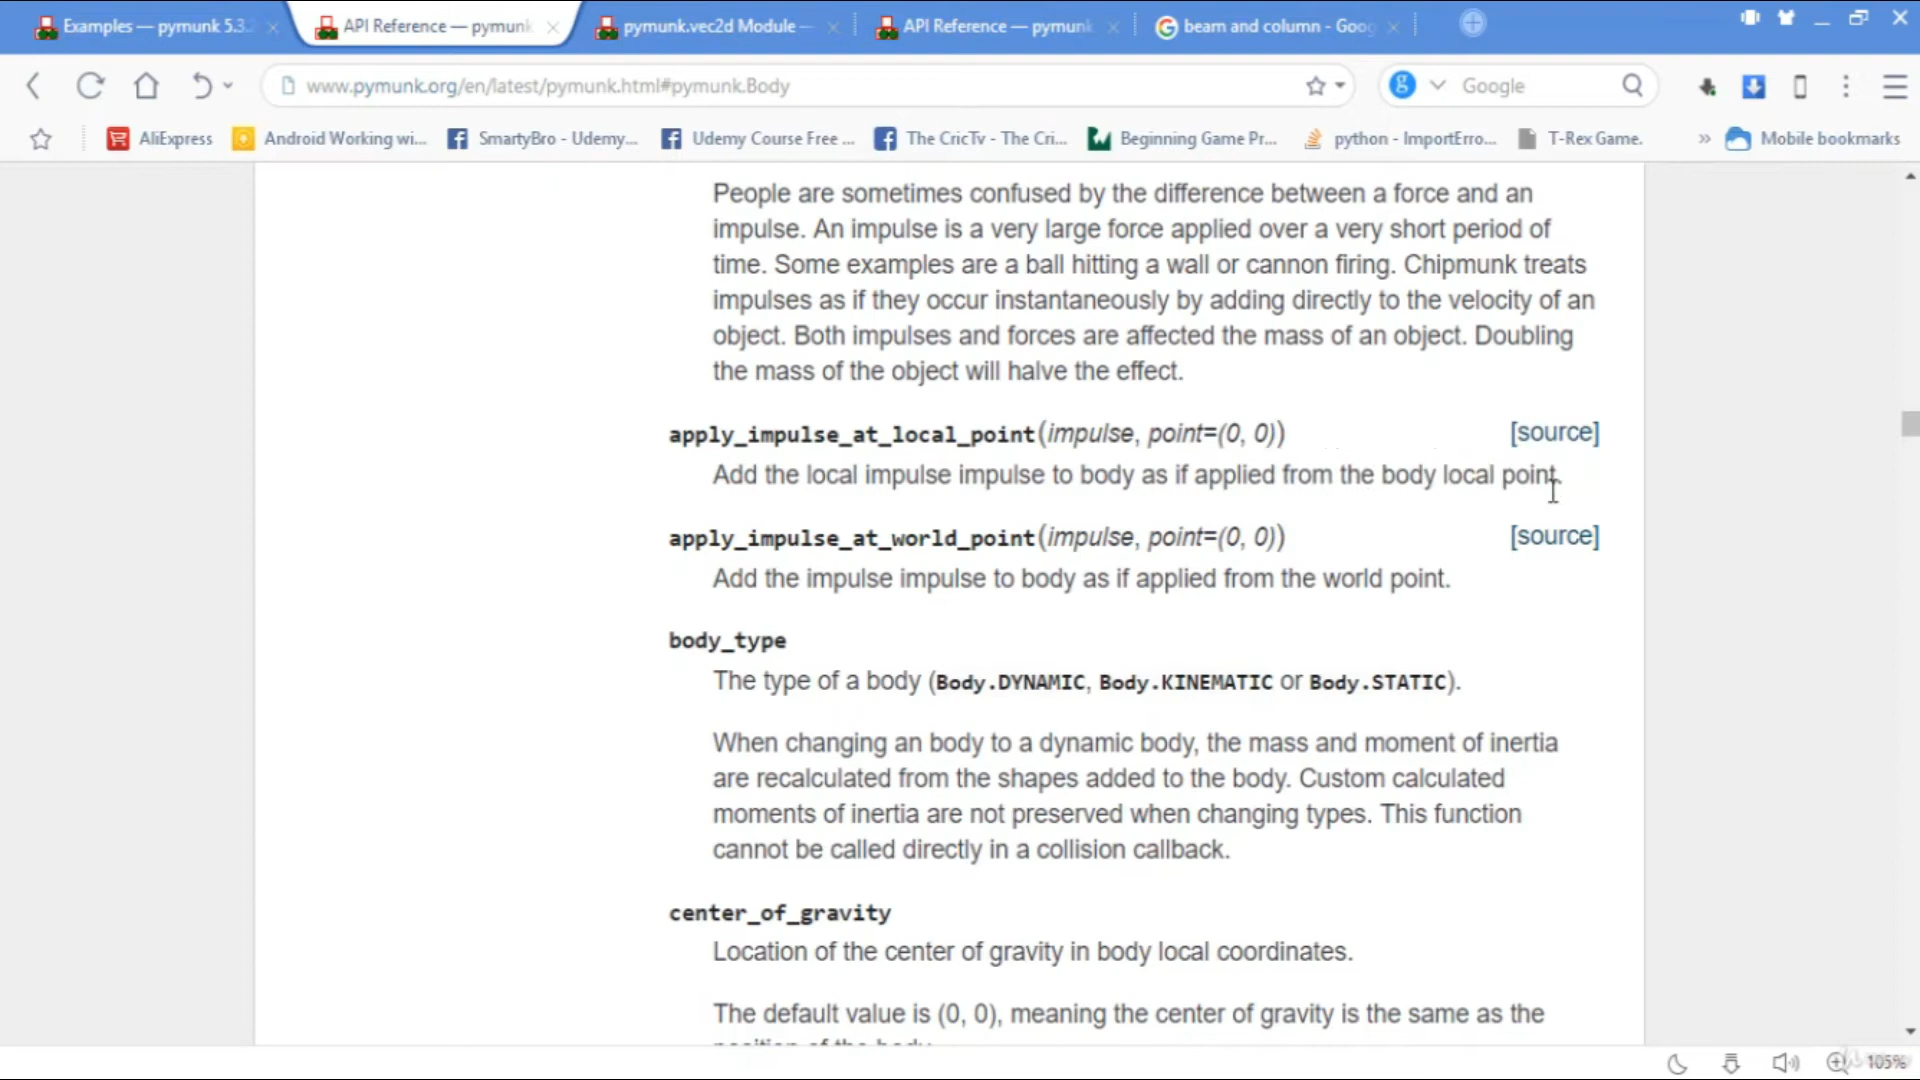 Examples — pymunk 5.3.
API Reference — pymunk
pymunk.vec2d Module —
API Reference — pymunk
beam and column - Goog
www.pymunk.org/en/latest/pymunk.html#pymunk.Body
Google
AliExpress
Android Working wi...
SmartyBro - Udemy...
Udemy Course Free ...
The CricTv - The Cri...
Beginning Game Pr...
python - ImportErro...
T-Rex Game.
» Mobile bookmarks
People are sometimes confused by the difference between a force and an
impulse. An impulse is a very large force applied over a very short period of
time. Some examples are a ball hitting a wall or cannon firing. Chipmunk treats
impulses as if they occur instantaneously by adding directly to the velocity of an
object. Both impulses and forces are affected the mass of an object. Doubling
the mass of the object will halve the effect.
apply_impulse_at_local_point(impulse, point=(0, 0)) [source]
Add the local impulse impulse to body as if applied from the body local point.
apply_impulse_at_world_point(impulse, point=(0, 0)) [source]
Add the impulse impulse to body as if applied from the world point.
body_type
The type of a body (Body.DYNAMIC, Body.KINEMATIC or Body.STATIC).
When changing an body to a dynamic body, the mass and moment of inertia
are recalculated from the shapes added to the body. Custom calculated
moments of inertia are not preserved when changing types. This function
cannot be called directly in a collision callback.
center_of_gravity
Location of the center of gravity in body local coordinates.
The default value is (0, 0), meaning the center of gravity is the same as the
position of the body.
105%